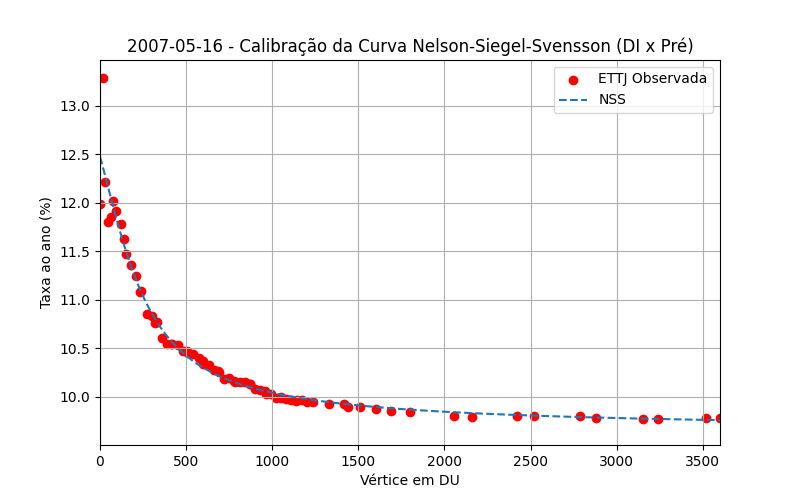 2007-05-16 - Calibração da Curva Nelson-Siegel-Svensson (DI x Pré)
ETTJ Observada
NSS
Taxa ao ano (%)
13.0
12.5
12.0
11.5
11.0
10.5
10.0
0 500 1000 1500 2000 2500 3000 3500
Vértice em DU